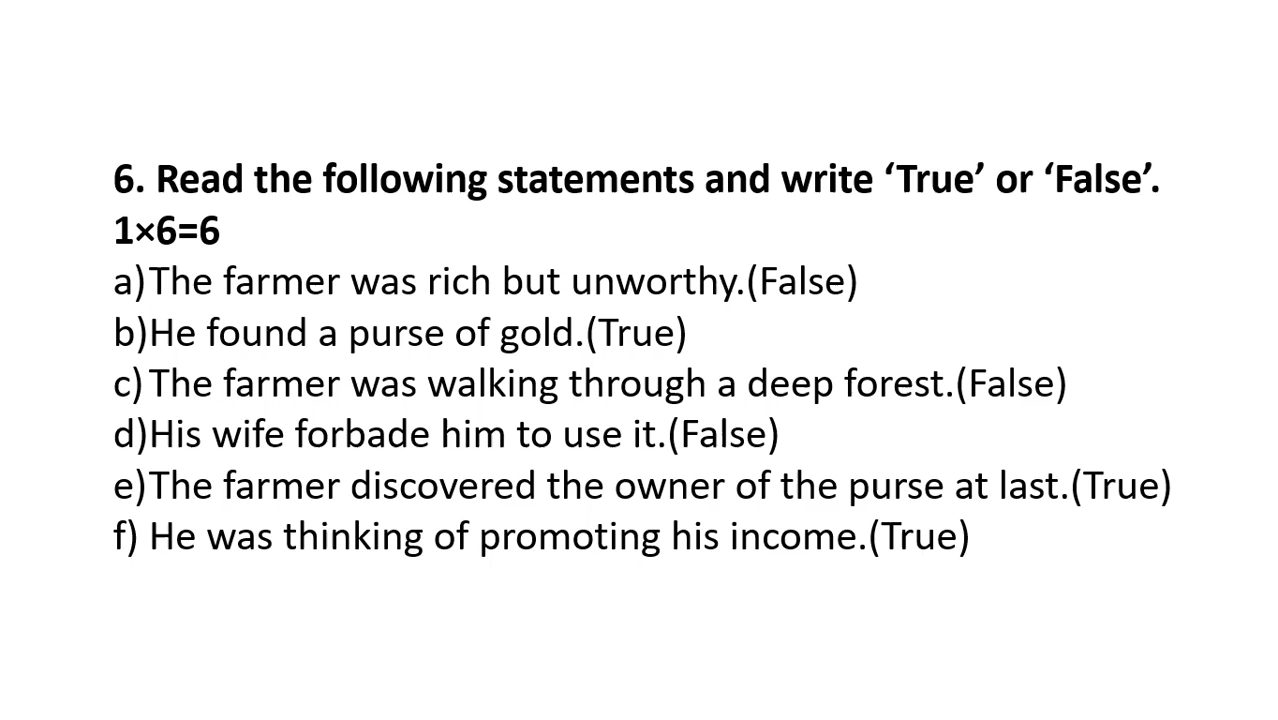 6. Read the following statements and write ‘True’ or ‘False’.
1×6=6
a)The farmer was rich but unworthy.(False)
b)He found a purse of gold.(True)
c) The farmer was walking through a deep forest.(False)
d)His wife forbade him to use it.(False)
e)The farmer discovered the owner of the purse at last.(True)
f) He was thinking of promoting his income.(True)